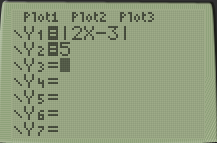 Plot1 Plot2 Plot3
\Y₁=|2X-3|
\Y₂=5
\Y₃=
\Y₄=
\Y₅=
\Y₆=
\Y₇=